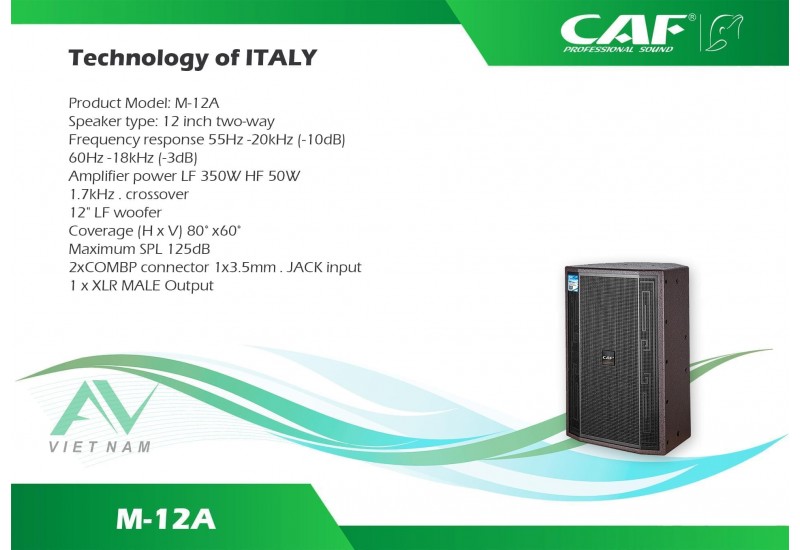 CAF®
PROFESSIONAL SOUND
Technology of ITALY
Product Model: M-12A
Speaker type: 12 inch two-way
Frequency response 55Hz -20kHz (-10dB)
60Hz -18kHz (-3dB)
Amplifier power LF 350W HF 50W
1.7kHz . crossover
12" LF woofer
Coverage (H x V) 80° x60°
Maximum SPL 125dB
2xCOMBP connector 1x3.5mm . JACK input
1 x XLR MALE Output
CAF
AV
VIET NAM
M-12A